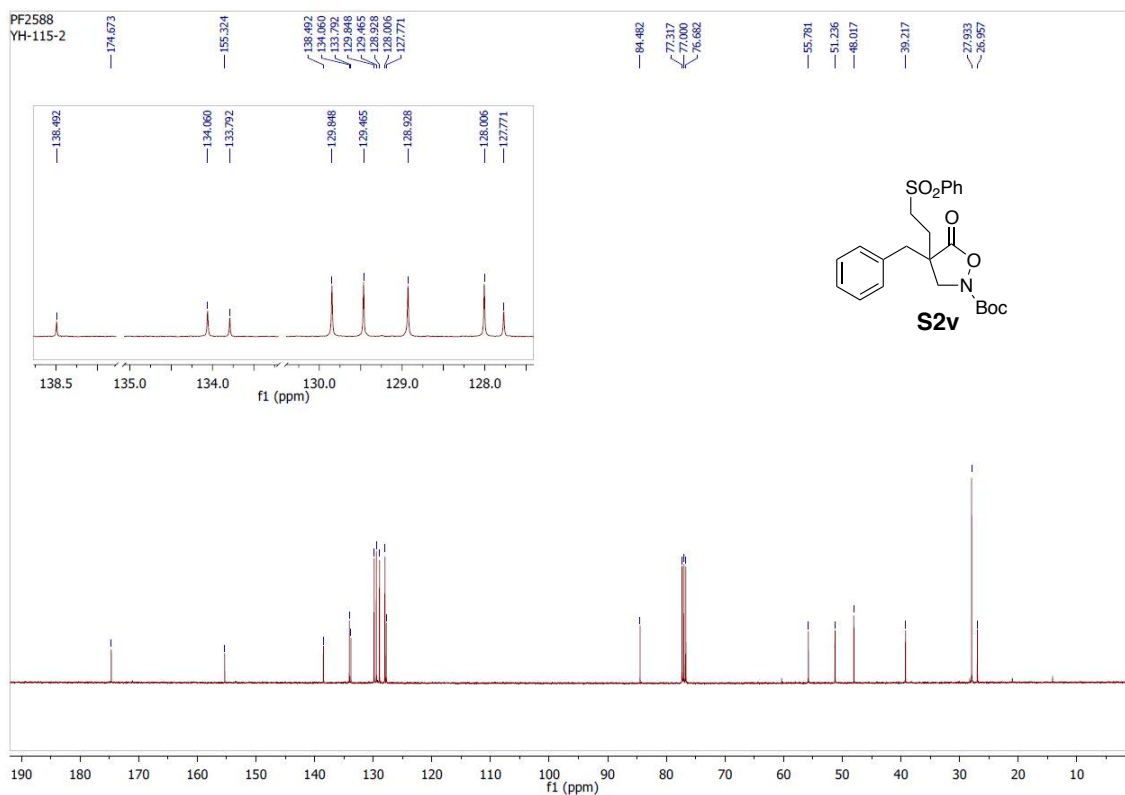 PF2588
YH-115-2
174.673
155.324
138.492
134.060
133.792
129.848
129.465
128.928
128.006
127.771
84.482
77.317
77.000
76.682
55.781
51.236
48.017
39.217
27.933
26.957
138.492
134.060
133.792
129.848
129.465
128.928
128.006
127.771
138.5 135.0 134.0 130.0 129.0 128.0
f1 (ppm)
SO2Ph
O
O
N
Boc
S2v
190 180 170 160 150 140 130 120 110 100 90 80 70 60 50 40 30 20 10
f1 (ppm)